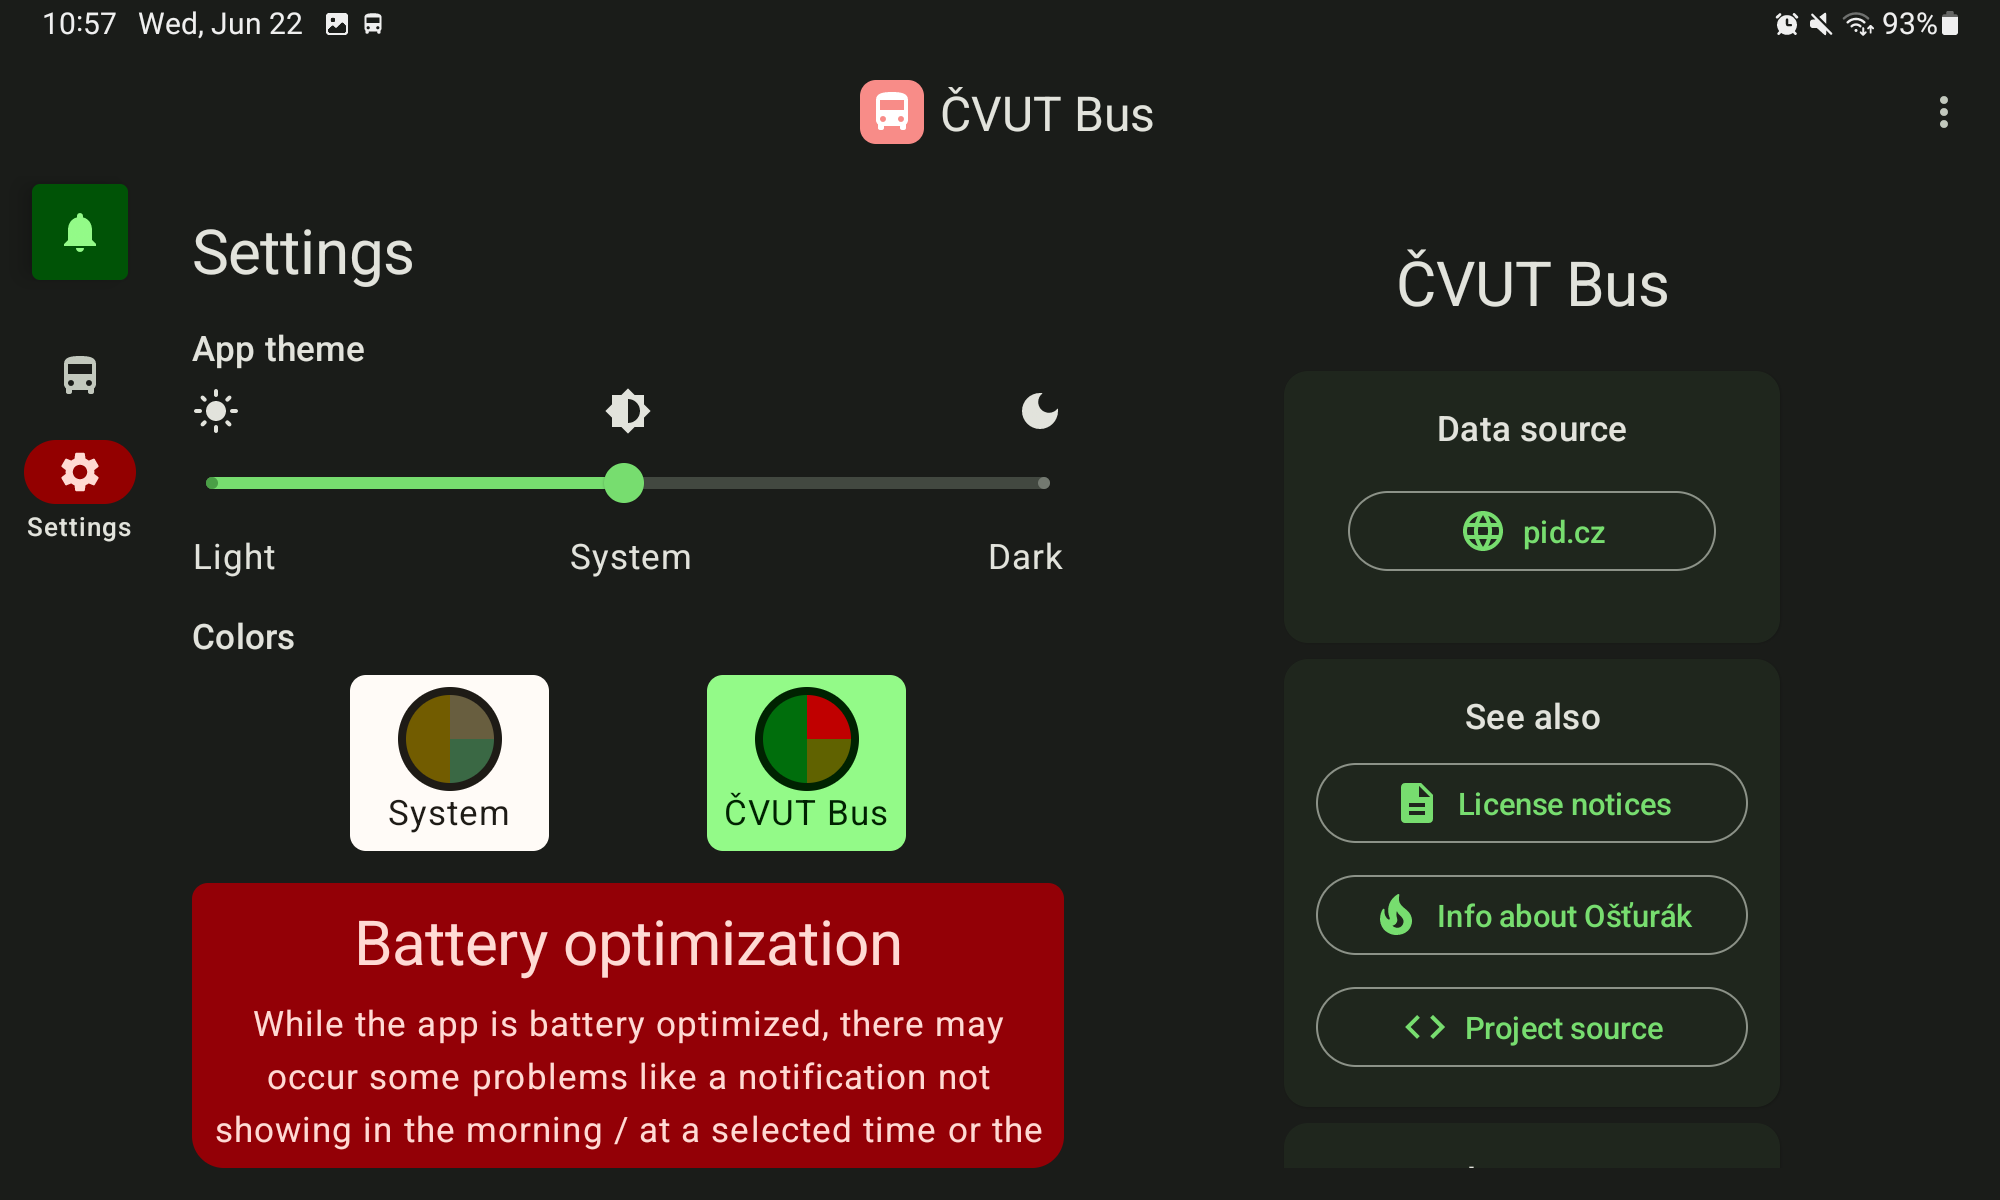 10:57 Wed, Jun 22
93%
ČVUT Bus
Settings
Settings
App theme
Light System Dark
Colors
System
ČVUT Bus
Battery optimization
While the app is battery optimized, there may
occur some problems like a notification not
showing in the morning / at a selected time or the
ČVUT Bus
Data source
pid.cz
See also
License notices
Info about Ošťurák
Project source